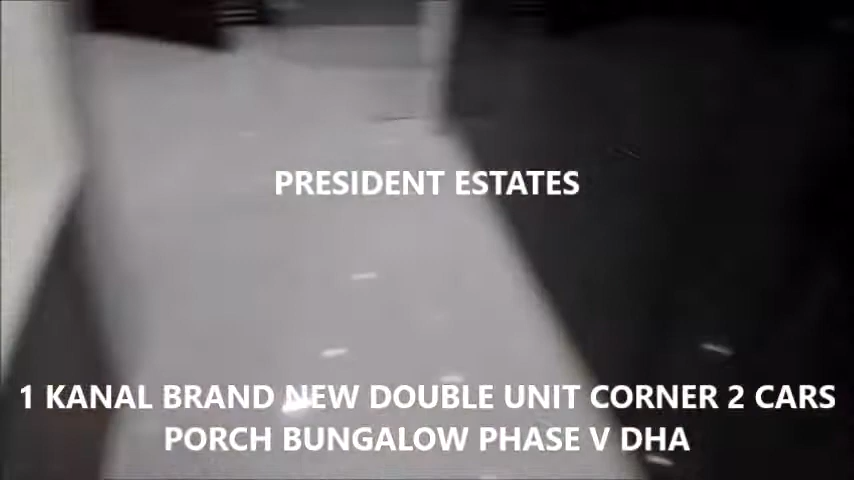 PRESIDENT ESTATES
1 KANAL BRAND NEW DOUBLE UNIT CORNER 2 CARS
PORCH BUNGALOW PHASE V DHA